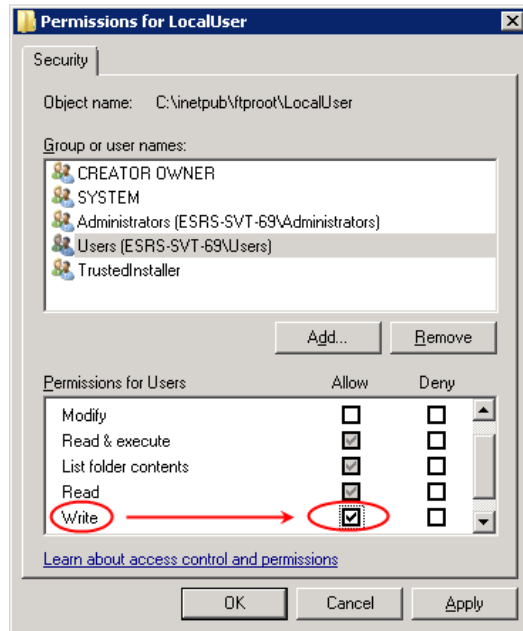 Permissions for LocalUser
Security
Object name: C:\inetpub\ftproot\LocalUser
Group or user names:
CREATOR OWNER
SYSTEM
Administrators (ESRS-SVT-69\Administrators)
Users (ESRS-SVT-69\Users)
TrustedInstaller
Add... Remove
Permissions for Users Allow Deny
Modify
Read & execute
List folder contents
Read
Write
Learn about access control and permissions
OK Cancel Apply